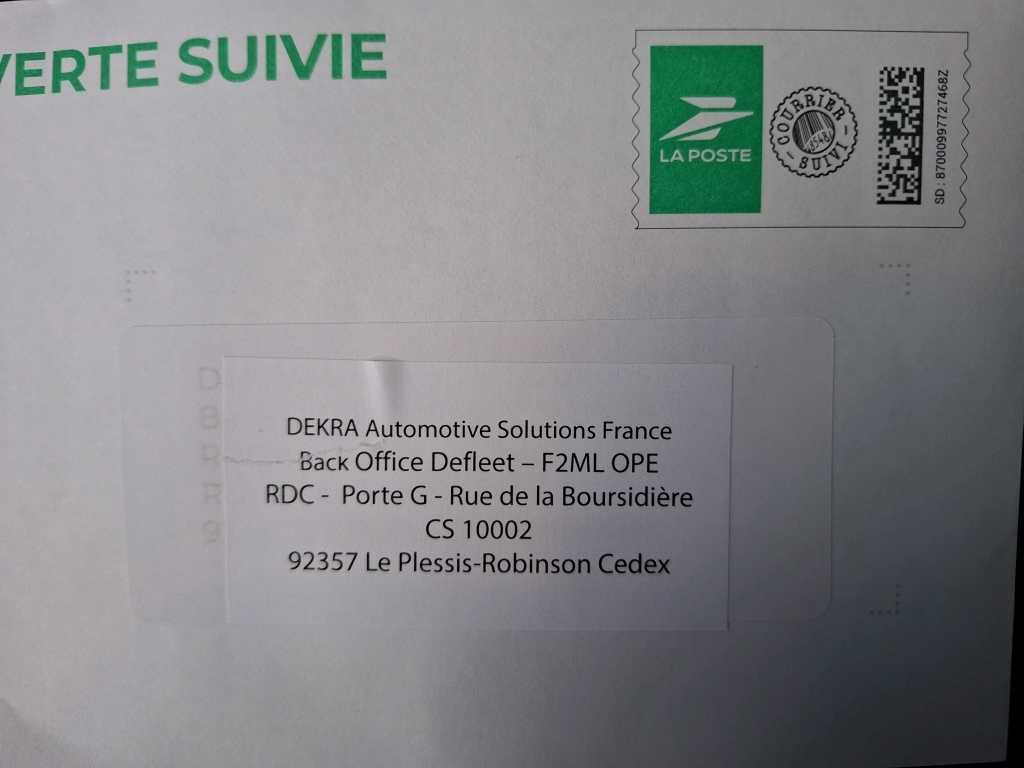 VERTE SUIVIE
LA POSTE
COURRIER
SUIVI
SD : 87000997727468Z
DEKRA Automotive Solutions France
Back Office Defleet – F2ML OPE
RDC - Porte G - Rue de la Boursidière
CS 10002
92357 Le Plessis-Robinson Cedex